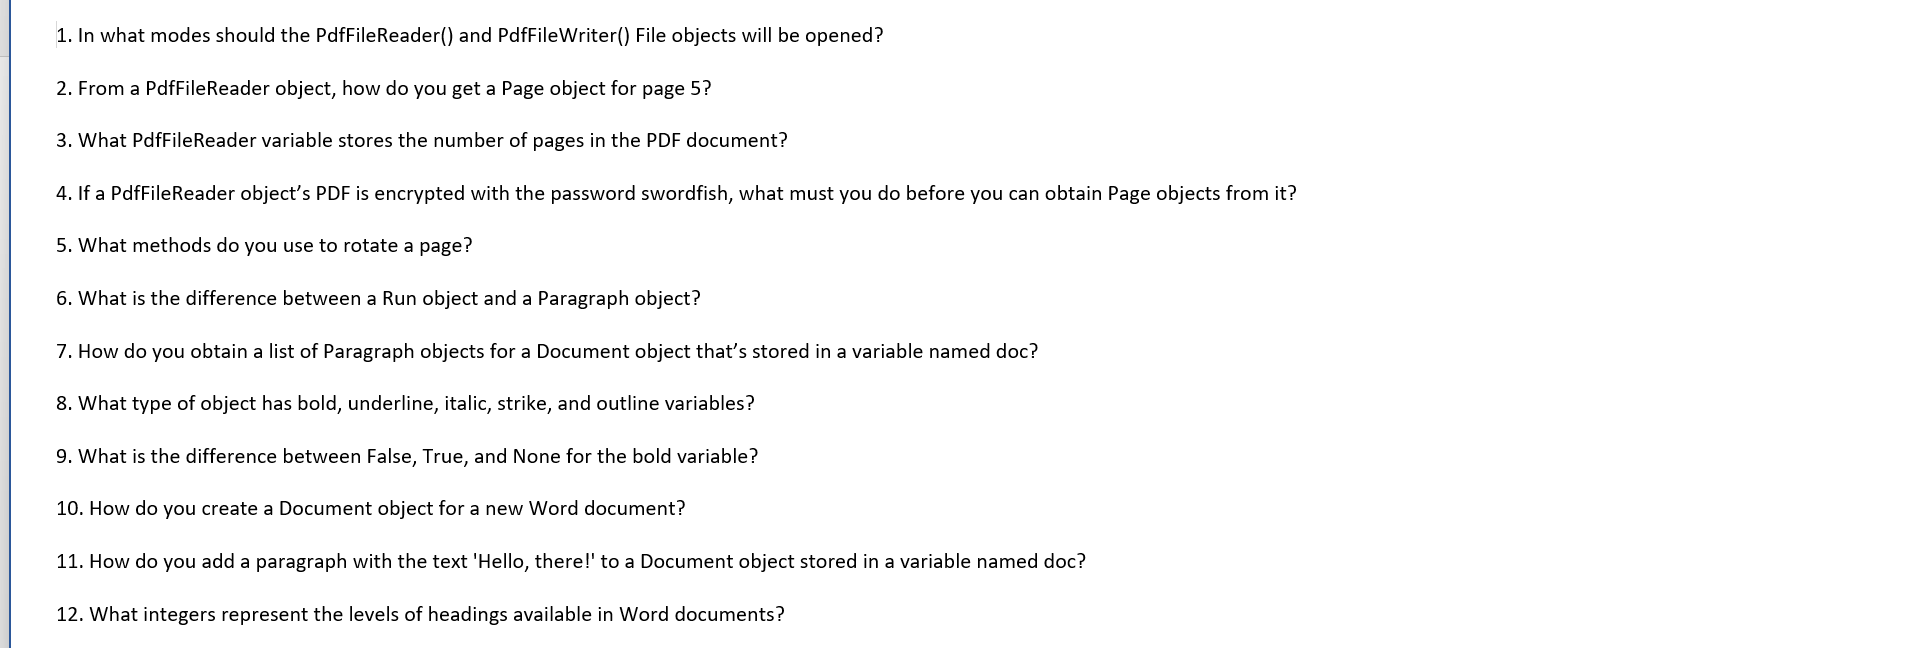 1. In what modes should the PdfFileReader() and PdfFileWriter() File objects will be opened?
2. From a PdfFileReader object, how do you get a Page object for page 5?
3. What PdfFileReader variable stores the number of pages in the PDF document?
4. If a PdfFileReader object’s PDF is encrypted with the password swordfish, what must you do before you can obtain Page objects from it?
5. What methods do you use to rotate a page?
6. What is the difference between a Run object and a Paragraph object?
7. How do you obtain a list of Paragraph objects for a Document object that’s stored in a variable named doc?
8. What type of object has bold, underline, italic, strike, and outline variables?
9. What is the difference between False, True, and None for the bold variable?
10. How do you create a Document object for a new Word document?
11. How do you add a paragraph with the text 'Hello, there!' to a Document object stored in a variable named doc?
12. What integers represent the levels of headings available in Word documents?